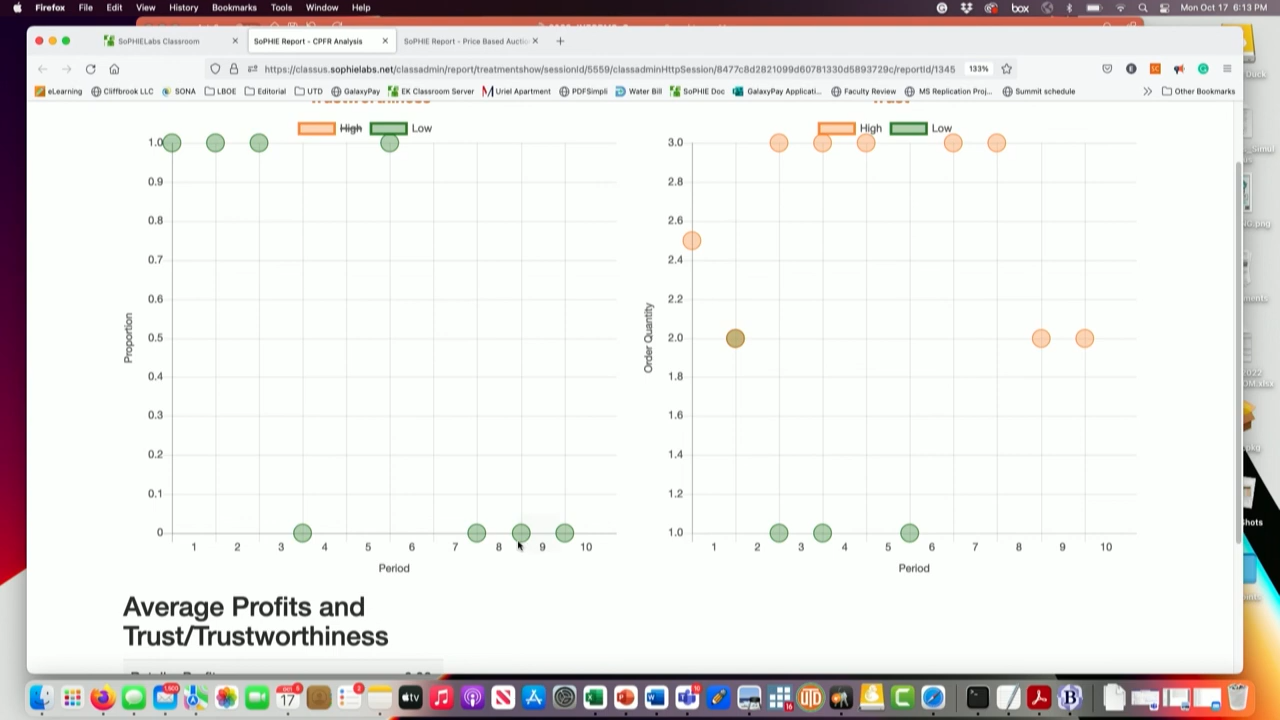 Firefox File Edit View History Bookmarks Tools Window Help
box
Mon Oct 17 6:13 PM
SoPHIELabs Classroom
SoPHIE Report - CPFR Analysis
SoPHIE Report - Price Based Auctio
https://classus.sophielabs.net/classadmin/report/treatmentshow/sessionId/5559/classadminHttpSession/8477c8d2821099d60781330d5893729c/reportId/1345
133%
eLearning Cliffbrook LLC SONA LBOE Editorial UTD GalaxyPay EK Classroom Server Uriel Apartment PDFSimpli Water Bill SoPHIE Doc GalaxyPay Applicati... Faculty Review MS Replication Proj... Summit schedule Other Bookmarks
Trustworthiness
High Low
1.0
0.9
0.8
0.7
0.6
0.5
0.4
0.3
0.2
0.1
0
Proportion
1 2 3 4 5 6 7 8 9 10
Period
Trust
High Low
3.0
2.8
2.6
2.4
2.2
2.0
1.8
1.6
1.4
1.2
1.0
Order Quantity
1 2 3 4 5 6 7 8 9 10
Period
Average Profits and
Trust/Trustworthiness